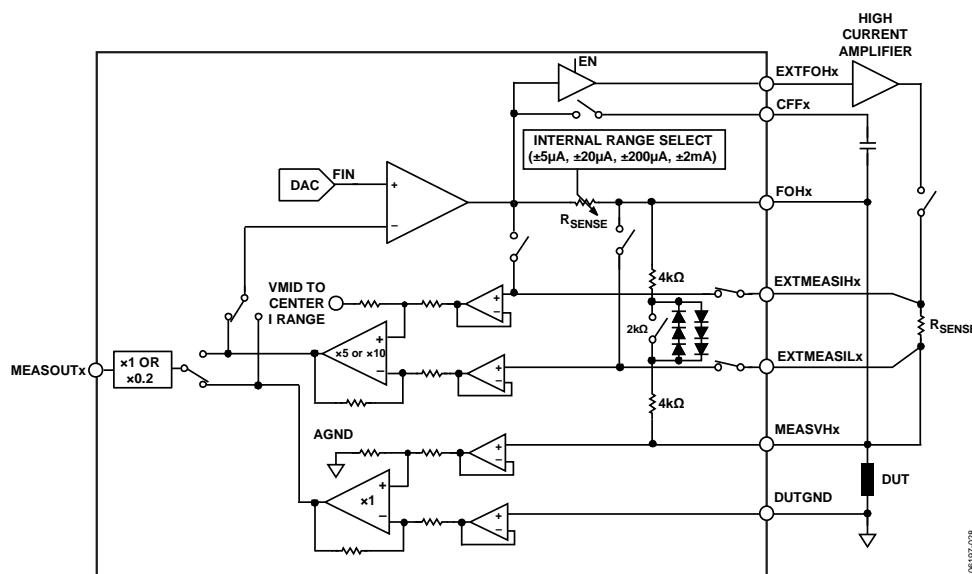 HIGH
CURRENT
AMPLIFIER
EN
EXTFOHx
CFFx
INTERNAL RANGE SELECT
(±5µA, ±20µA, ±200µA, ±2mA)
DAC
FIN
+
–
RSENSE
FOHx
4kΩ
VMID TO
CENTER
I RANGE
+
–
EXTMEASIHx
2kΩ
RSENSE
+
×5 or ×10
–
MEASOUTx
×1 OR
×0.2
+
–
EXTMEASILx
4kΩ
AGND
+
–
MEASVHx
+
×1
–
DUT
+
–
DUTGND
06197-028